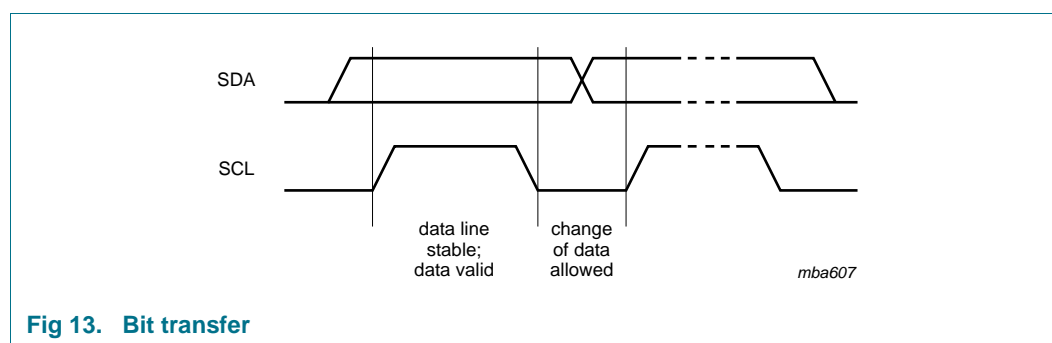 SDA
SCL
data line
stable;
data valid
change
of data
allowed
mba607
Fig 13. Bit transfer